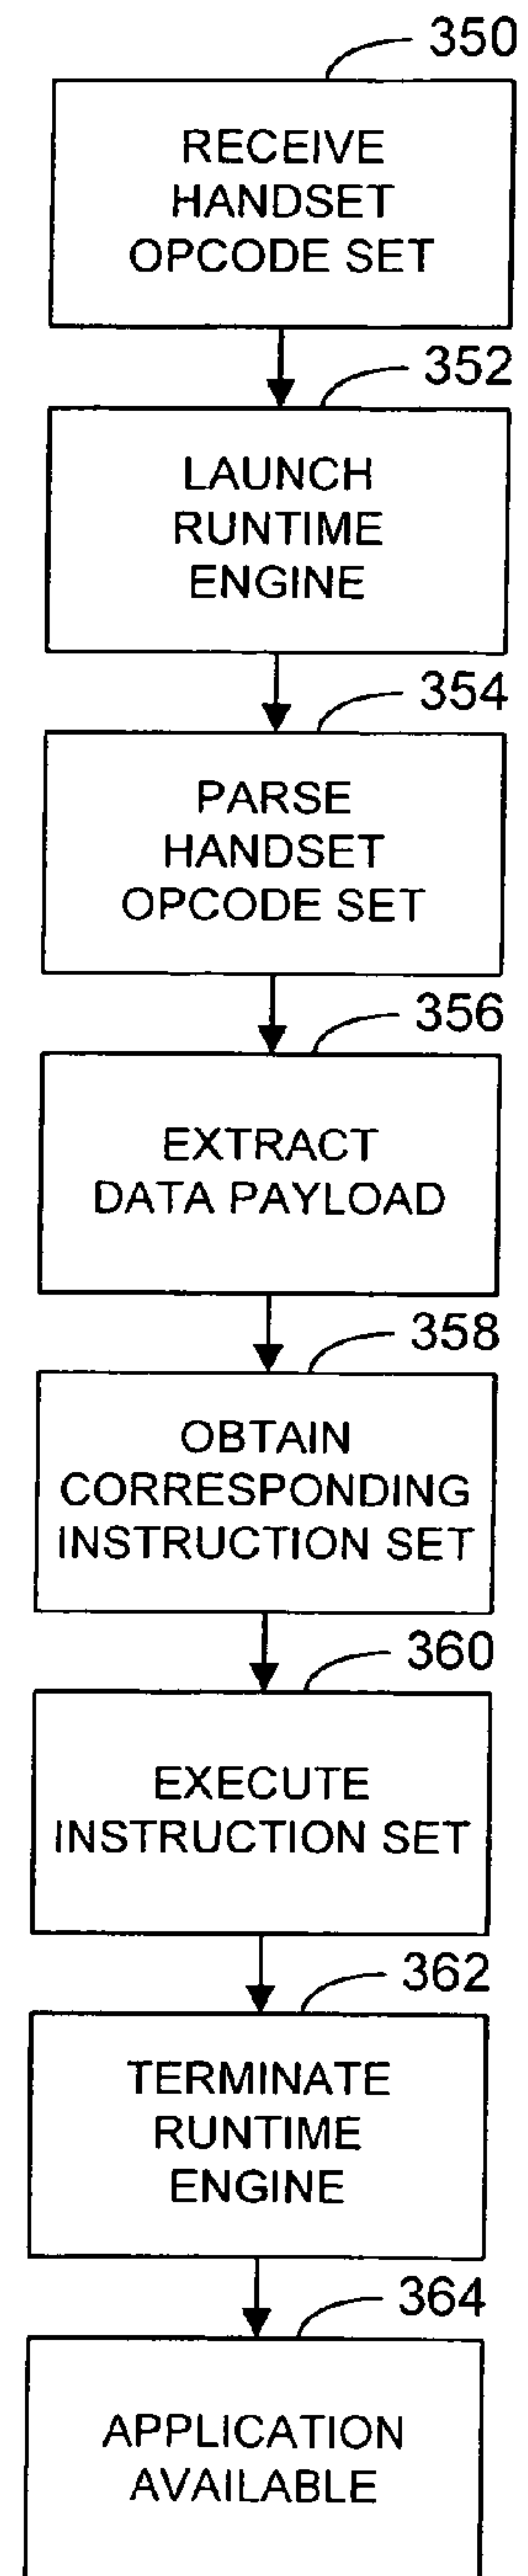 350
RECEIVE
HANDSET
OPCODE SET
352
LAUNCH
RUNTIME
ENGINE
354
PARSE
HANDSET
OPCODE SET
356
EXTRACT
DATA PAYLOAD
358
OBTAIN
CORRESPONDING
INSTRUCTION SET
360
EXECUTE
INSTRUCTION SET
362
TERMINATE
RUNTIME
ENGINE
364
APPLICATION
AVAILABLE